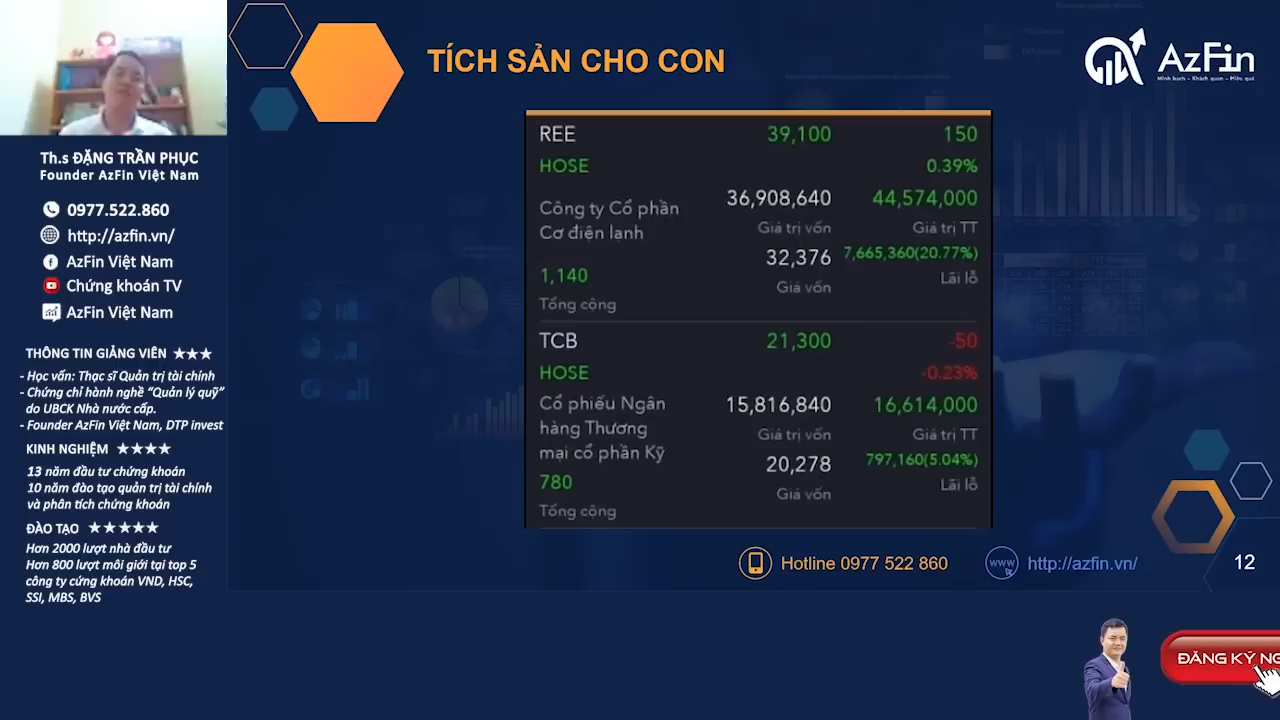 TÍCH SẢN CHO CON
AzFin
Minh bạch - Khách quan - Hiệu quả
Th.s ĐẶNG TRẦN PHỤC
Founder AzFin Việt Nam
0977.522.860
http://azfin.vn/
AzFin Việt Nam
Chứng khoán TV
AzFin Việt Nam
THÔNG TIN GIẢNG VIÊN ★★★
- Học vấn: Thạc sĩ Quản trị tài chính
- Chứng chỉ hành nghề “Quản lý quỹ”
do UBCK Nhà nước cấp.
- Founder AzFin Việt Nam, DTP invest
KINH NGHIỆM ★★★★
13 năm đầu tư chứng khoán
10 năm đào tạo quản trị tài chính
và phân tích chứng khoán
ĐÀO TẠO ★★★★★
Hơn 2000 lượt nhà đầu tư
Hơn 800 lượt môi giới tại top 5
công ty cứng khoán VND, HSC,
SSI, MBS, BVS
REE 39,100 150
HOSE 0.39%
Công ty Cổ phần
Cơ điện lạnh
36,908,640 44,574,000
Giá trị vốn Giá trị TT
32,376 7,665,360(20.77%)
Giá vốn Lãi lỗ
1,140
Tổng cộng
TCB 21,300 -50
HOSE -0.23%
Cổ phiếu Ngân
hàng Thương
mại cổ phần Kỹ
15,816,840 16,614,000
Giá trị vốn Giá trị TT
20,278 797,160(5.04%)
Giá vốn Lãi lỗ
780
Tổng cộng
Hotline 0977 522 860
www http://azfin.vn/
12
ĐĂNG KÝ NG